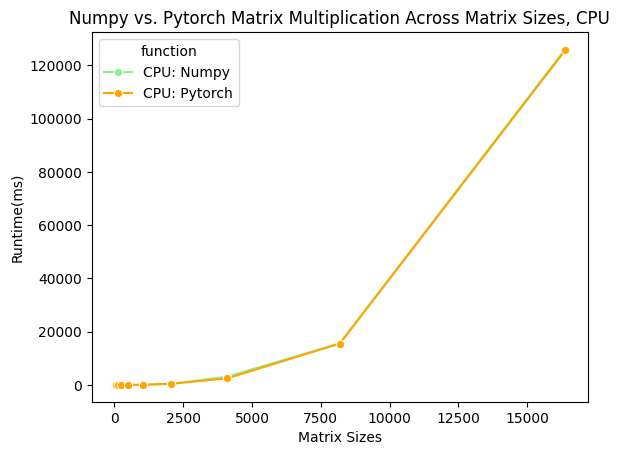 Numpy vs. Pytorch Matrix Multiplication Across Matrix Sizes, CPU
function
CPU: Numpy
CPU: Pytorch
120000
100000
80000
60000
40000
20000
0
Runtime(ms)
0 2500 5000 7500 10000 12500 15000
Matrix Sizes